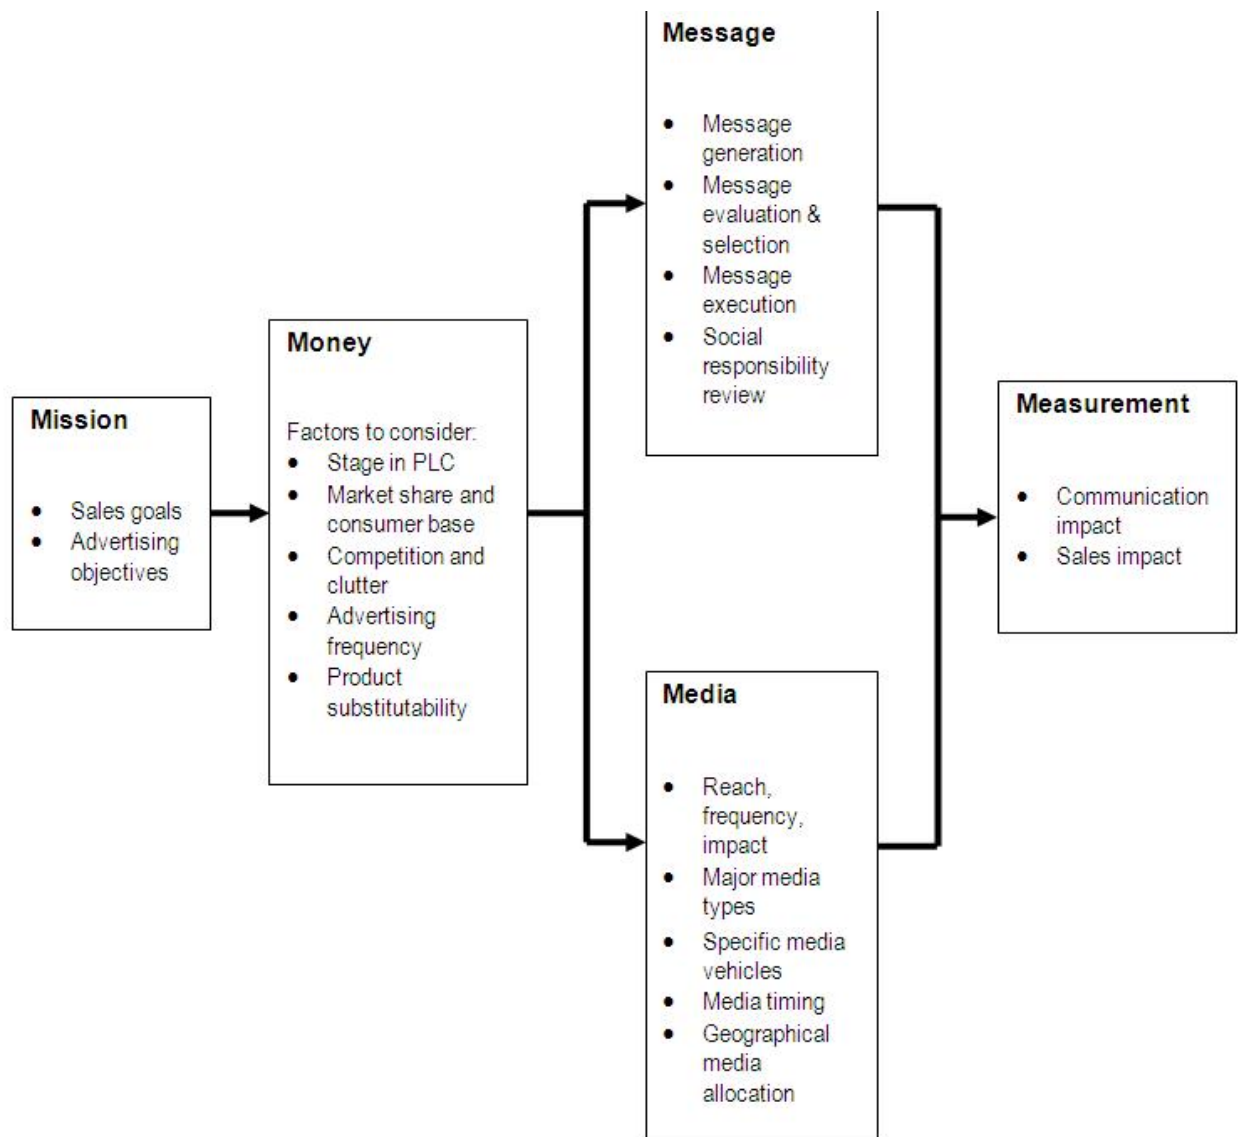 Mission
● Sales goals
● Advertising
objectives
Money
Factors to consider:
● Stage in PLC
● Market share and
consumer base
● Competition and
clutter
● Advertising
frequency
● Product
substitutability
Message
● Message
generation
● Message
evaluation &
selection
● Message
execution
● Social
responsibility
review
Media
● Reach,
frequency,
impact
● Major media
types
● Specific media
vehicles
● Media timing
● Geographical
media
allocation
Measurement
● Communication
impact
● Sales impact